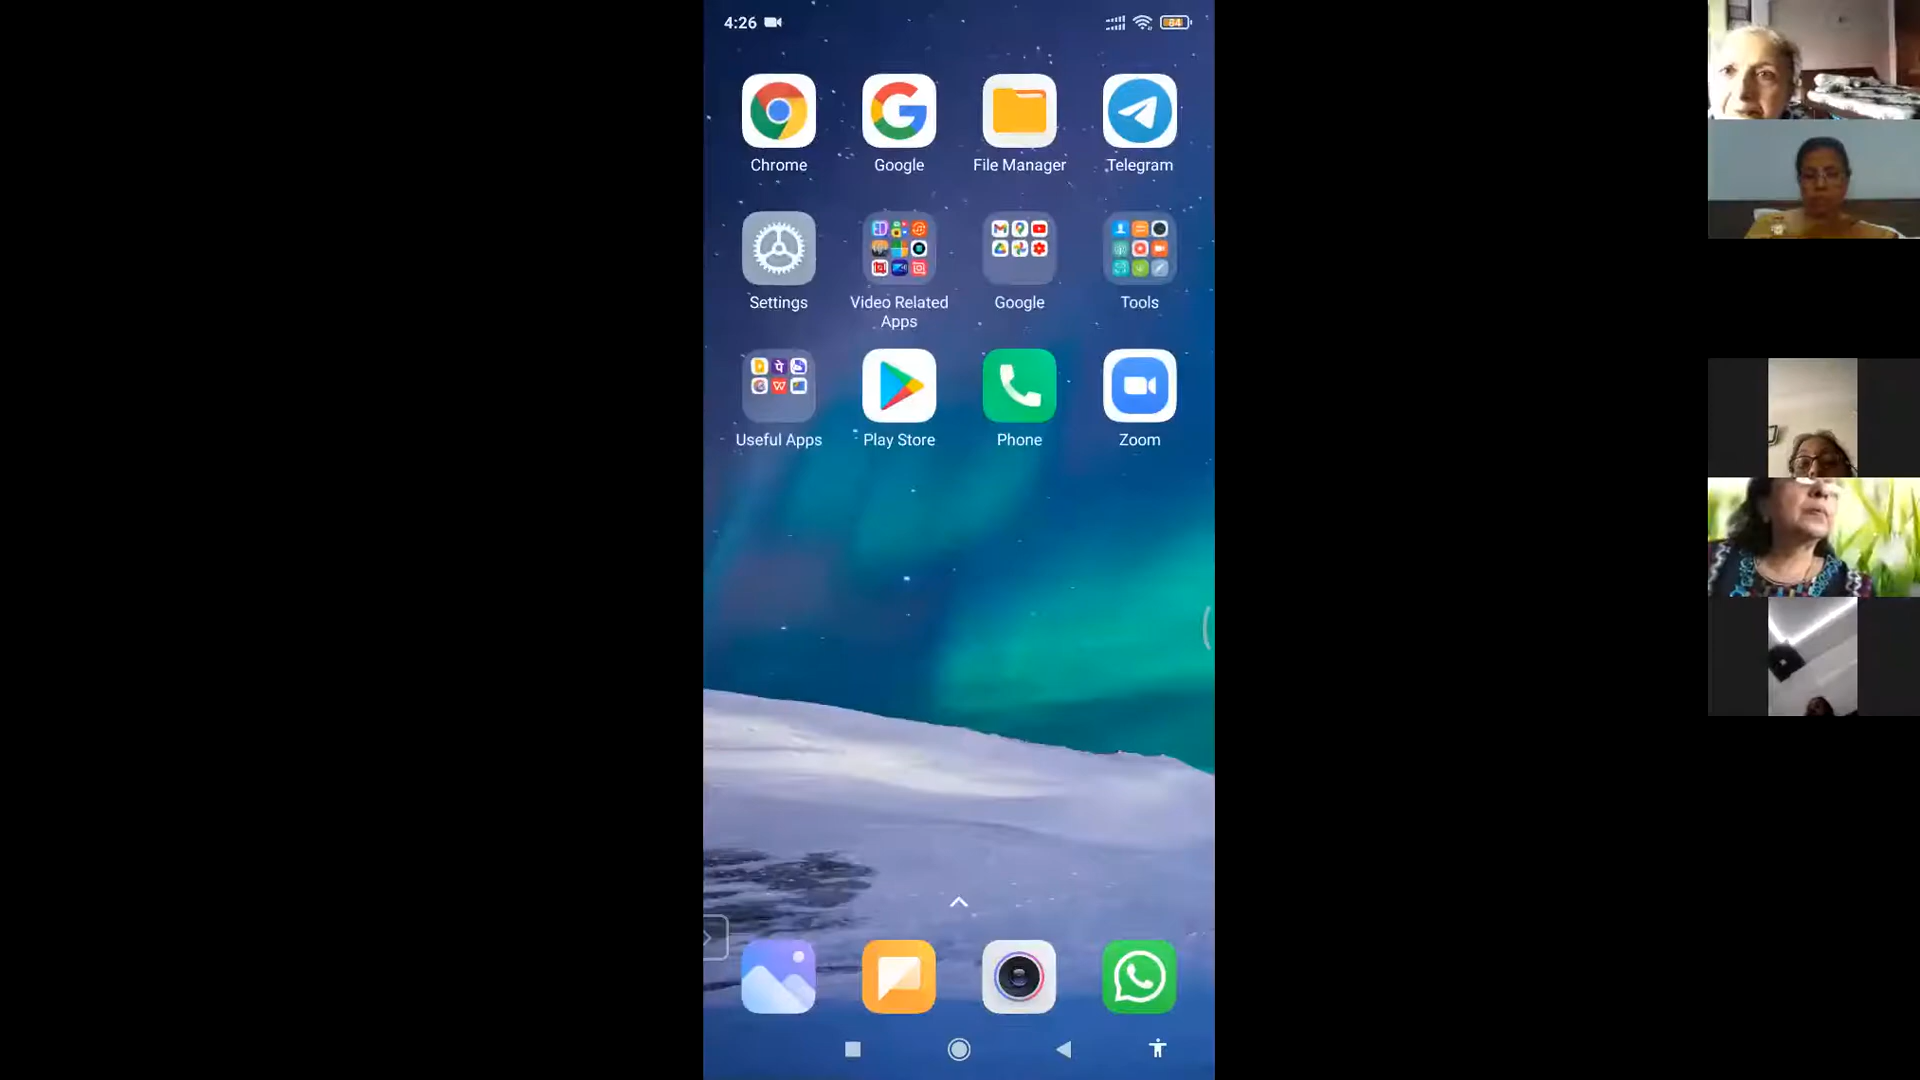 4:26
84
Chrome
Google
File Manager
Telegram
Settings
Video Related
Apps
Google
Tools
Useful Apps
Play Store
Phone
Zoom